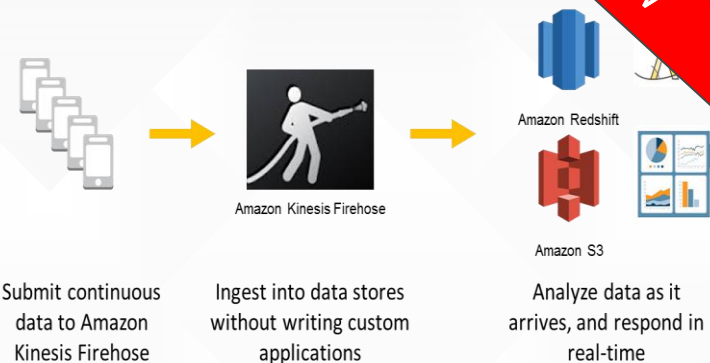 Amazon Redshift
Amazon Kinesis Firehose
Amazon S3
Submit continuous
data to Amazon
Kinesis Firehose
Ingest into data stores
without writing custom
applications
Analyze data as it
arrives, and respond in
real-time